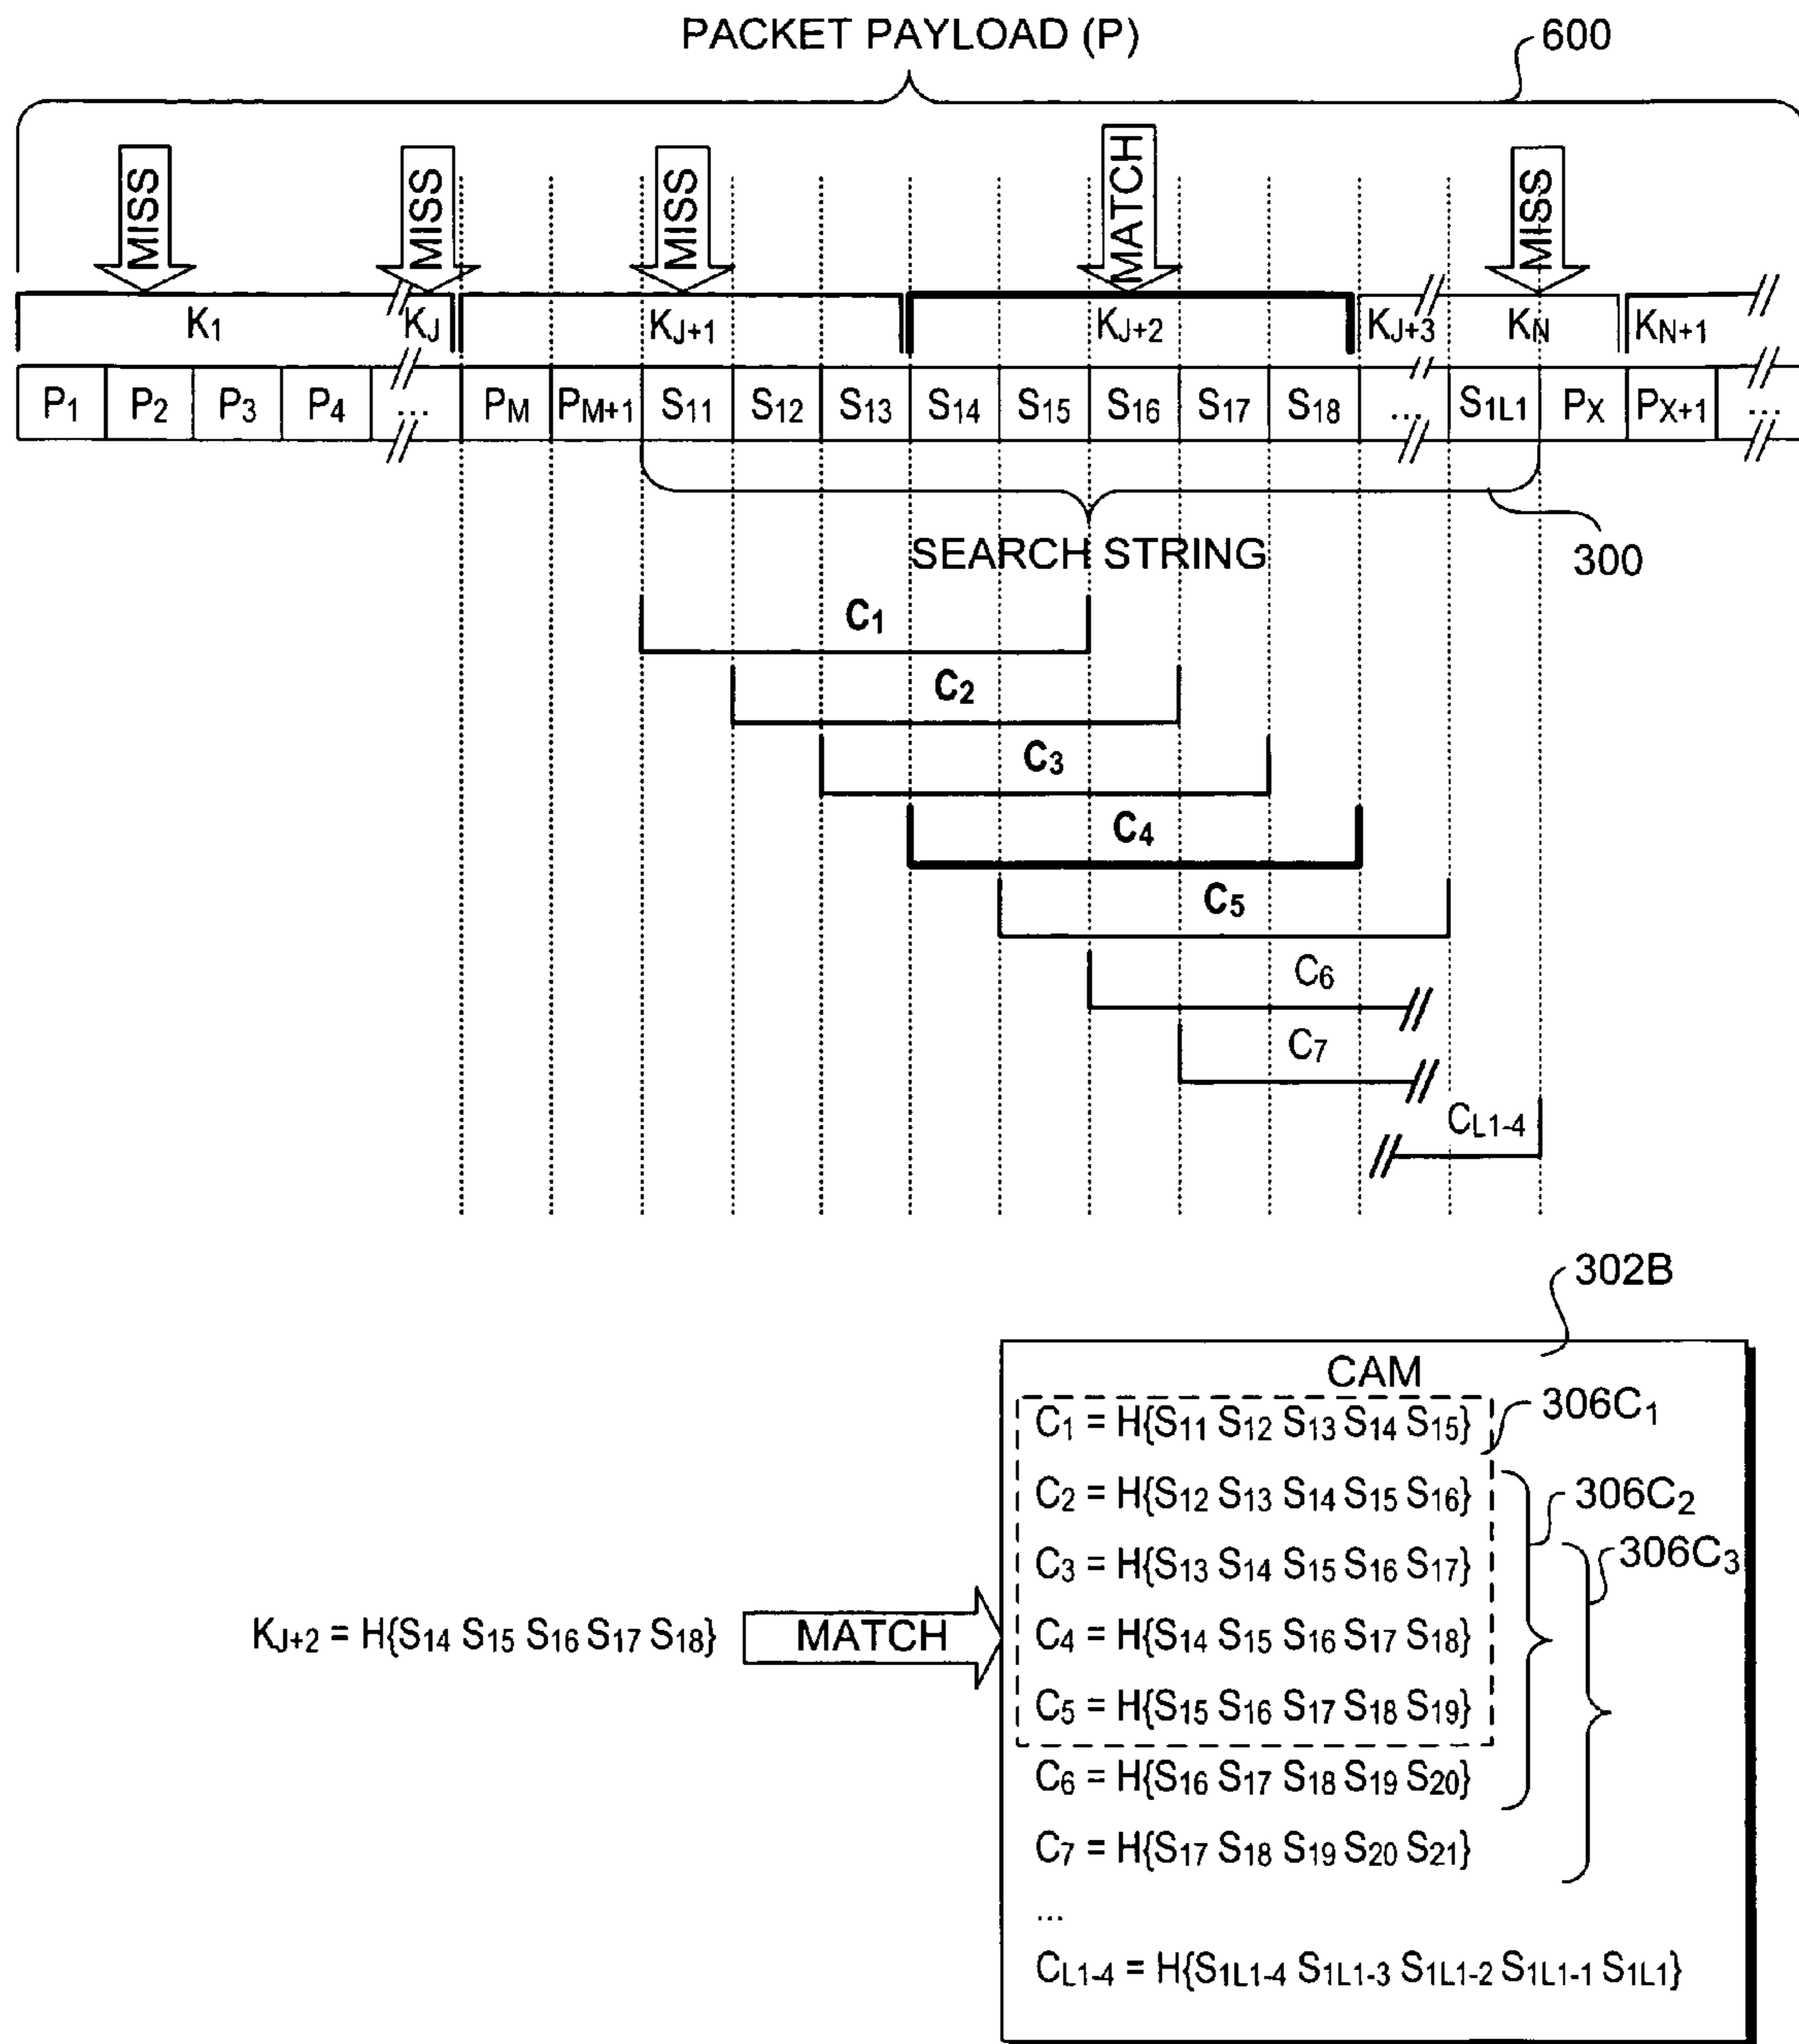 PACKET PAYLOAD (P)
600
MISS MISS MISS MATCH MISS
K1 KJ KJ+1 KJ+2 KJ+3 KN KN+1
P1 P2 P3 P4 ... PM PM+1 S11 S12 S13 S14 S15 S16 S17 S18 ... S1L1 PX PX+1 ...
SEARCH STRING
300
C1
C2
C3
C4
C5
C6
C7
CL1-4
302B
CAM
C1 = H{S11 S12 S13 S14 S15}
306C1
C2 = H{S12 S13 S14 S15 S16}
306C2
C3 = H{S13 S14 S15 S16 S17}
306C3
KJ+2 = H{S14 S15 S16 S17 S18}
MATCH
C4 = H{S14 S15 S16 S17 S18}
C5 = H{S15 S16 S17 S18 S19}
C6 = H{S16 S17 S18 S19 S20}
C7 = H{S17 S18 S19 S20 S21}
...
CL1-4 = H{S1L1-4 S1L1-3 S1L1-2 S1L1-1 S1L1}